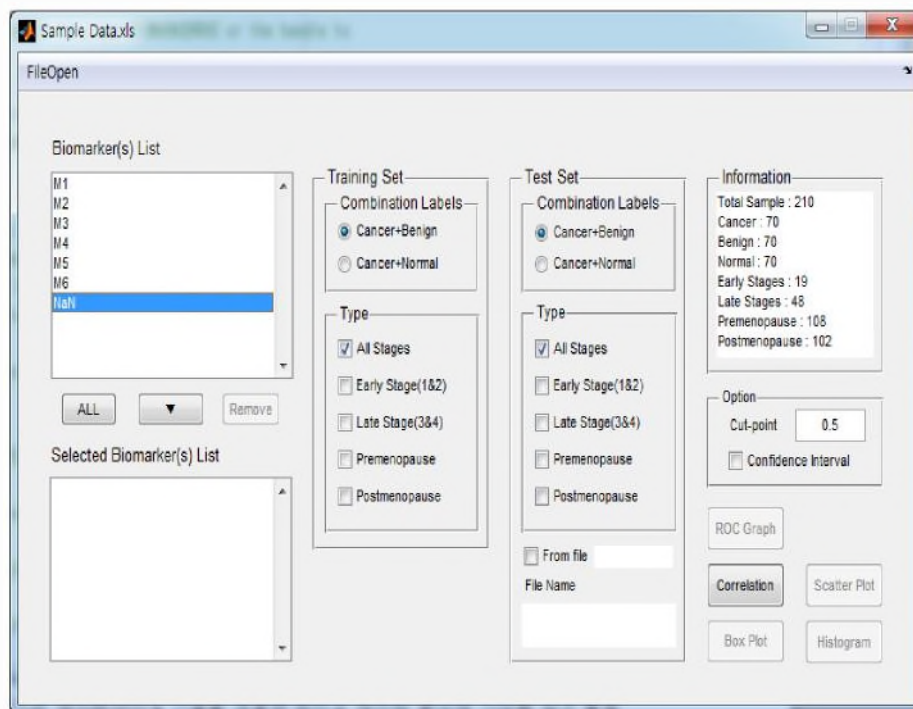 Sample Data.xls
FileOpen
Biomarker(s) List
M1
M2
M3
M4
M5
M6
NaN
ALL
▼
Remove
Selected Biomarker(s) List
Training Set
Combination Labels
Cancer+Benign
Cancer+Normal
Type
All Stages
Early Stage(1&2)
Late Stage(3&4)
Premenopause
Postmenopause
Test Set
Combination Labels
Cancer+Benign
Cancer+Normal
Type
All Stages
Early Stage(1&2)
Late Stage(3&4)
Premenopause
Postmenopause
From file
File Name
Information
Total Sample : 210
Cancer : 70
Benign : 70
Normal : 70
Early Stages : 19
Late Stages : 48
Premenopause : 108
Postmenopause : 102
Option
Cut-point 0.5
Confidence Interval
ROC Graph
Correlation
Scatter Plot
Box Plot
Histogram